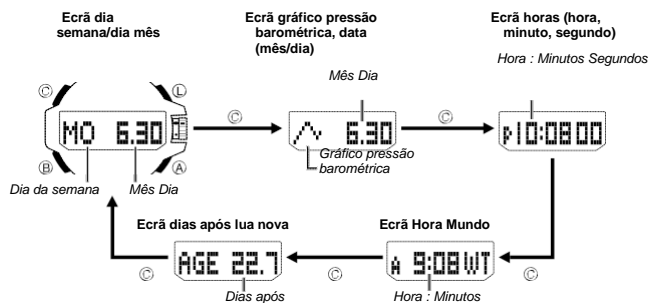 Ecrã dia
semana/dia mês
Ecrã gráfico pressão
barométrica, data
(mês/dia)
Ecrã horas (hora,
minuto, segundo)
Mês Dia
Hora : Minutos Segundos
C
L
MO 6.30
C
6.30
C
P 10:08 00
B
A
Gráfico pressão
barométrica
Dia da semana
Mês Dia
Ecrã dias após lua nova
Ecrã Hora Mundo
C
AGE 22.7
C
A 9:08 WT
C
Dias após
Hora : Minutos